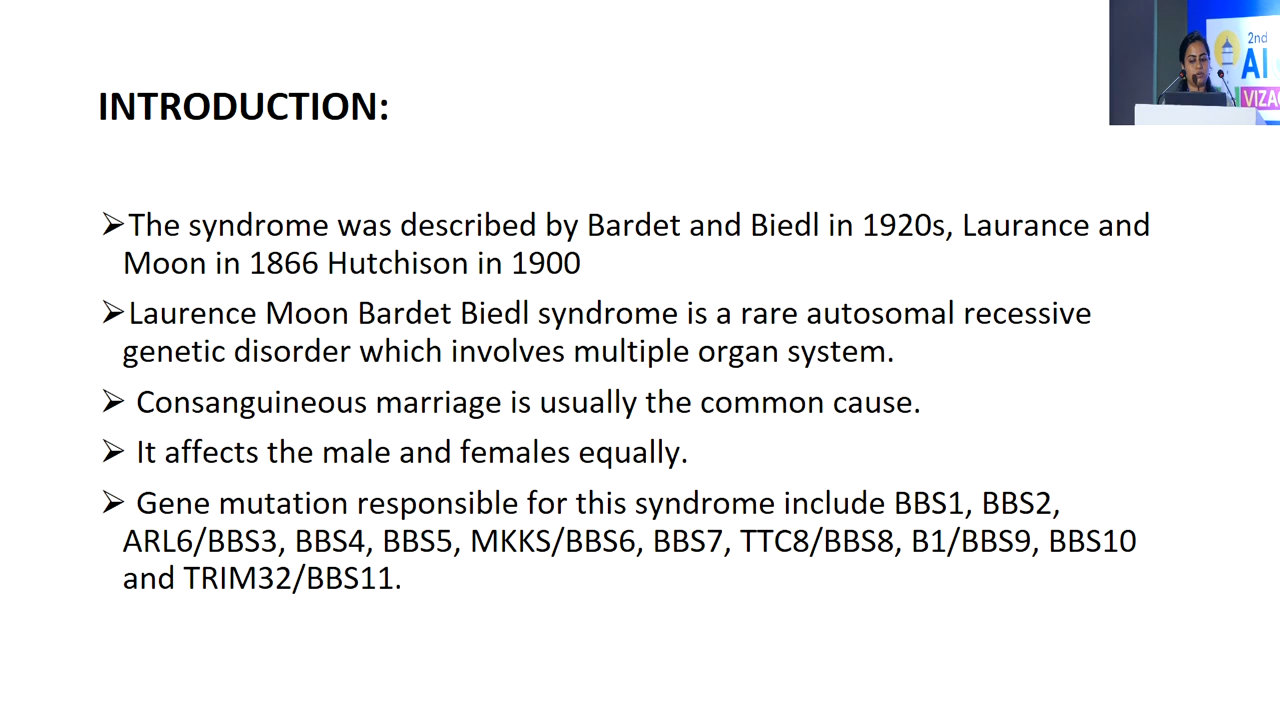 2nd
AI
VIZAG
INTRODUCTION:
➢The syndrome was described by Bardet and Biedl in 1920s, Laurance and
Moon in 1866 Hutchison in 1900
➢Laurence Moon Bardet Biedl syndrome is a rare autosomal recessive
genetic disorder which involves multiple organ system.
➢ Consanguineous marriage is usually the common cause.
➢ It affects the male and females equally.
➢ Gene mutation responsible for this syndrome include BBS1, BBS2,
ARL6/BBS3, BBS4, BBS5, MKKS/BBS6, BBS7, TTC8/BBS8, B1/BBS9, BBS10
and TRIM32/BBS11.